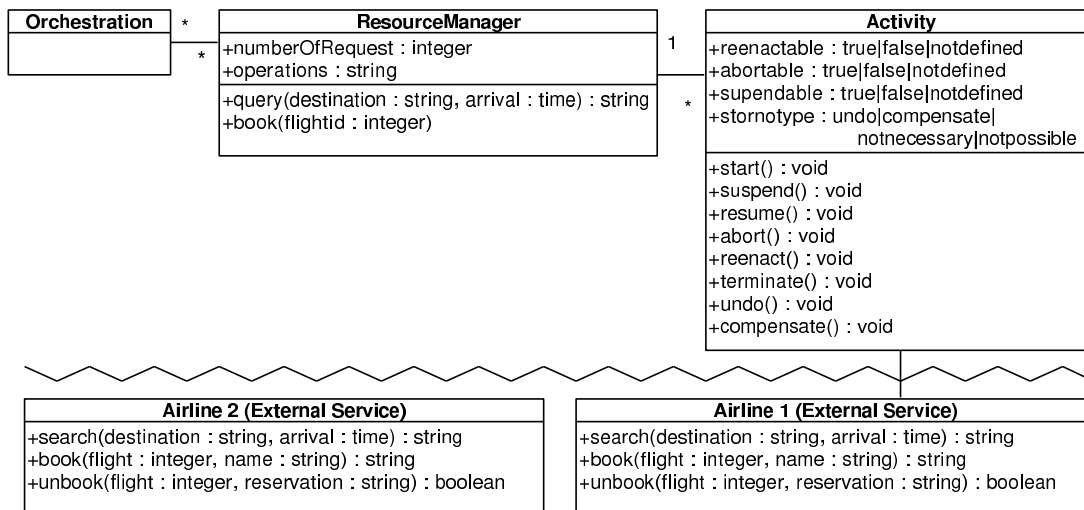 Orchestration
*
*
ResourceManager
+numberOfRequest : integer
+operations : string
+query(destination : string, arrival : time) : string
+book(flightid : integer)
1
*
Activity
+reenactable : true|false|notdefined
+abortable : true|false|notdefined
+supendable : true|false|notdefined
+stornotype : undo|compensate|
notnecessary|notpossible
+start() : void
+suspend() : void
+resume() : void
+abort() : void
+reenact() : void
+terminate() : void
+undo() : void
+compensate() : void
Airline 2 (External Service)
+search(destination : string, arrival : time) : string
+book(flight : integer, name : string) : string
+unbook(flight : integer, reservation : string) : boolean
Airline 1 (External Service)
+search(destination : string, arrival : time) : string
+book(flight : integer, name : string) : string
+unbook(flight : integer, reservation : string) : boolean